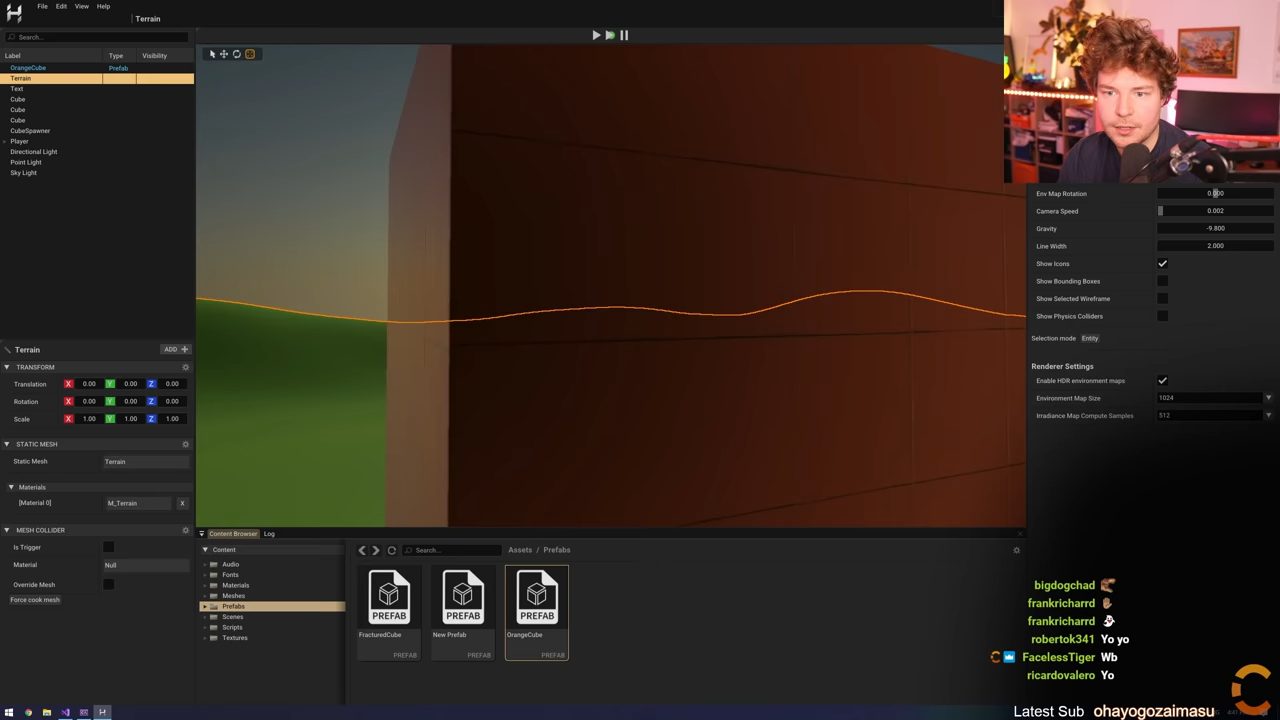 File Edit View Help
Terrain
Search...
Label Type Visibility
OrangeCube Prefab
Terrain
Text
Cube
Cube
Cube
CubeSpawner
Player
Directional Light
Point Light
Sky Light
Terrain ADD
TRANSFORM
Translation X 0.00 Y 0.00 Z 0.00
Rotation X 0.00 Y 0.00 Z 0.00
Scale X 1.00 Y 1.00 Z 1.00
STATIC MESH
Static Mesh Terrain
Materials
[Material 0] M_Terrain X
MESH COLLIDER
Is Trigger
Material Null
Override Mesh
Force cook mesh
Env Map Rotation 0.000
Camera Speed 0.002
Gravity -9.800
Line Width 2.000
Show Icons
Show Bounding Boxes
Show Selected Wireframe
Show Physics Colliders
Selection mode Entity
Renderer Settings
Enable HDR environment maps
Environment Map Size 1024
Irradiance Map Compute Samples 512
Content Browser Log
Content
Audio
Fonts
Materials
Meshes
Prefabs
Scenes
Scripts
Textures
Search... Assets / Prefabs
PREFAB PREFAB PREFAB
FracturedCube New Prefab OrangeCube
PREFAB PREFAB PREFAB
bigdogchad
frankricharrd
frankricharrd
robertok341 Yo yo
FacelessTiger Wb
ricardovalero Yo
Latest Sub ohayogozaimasu